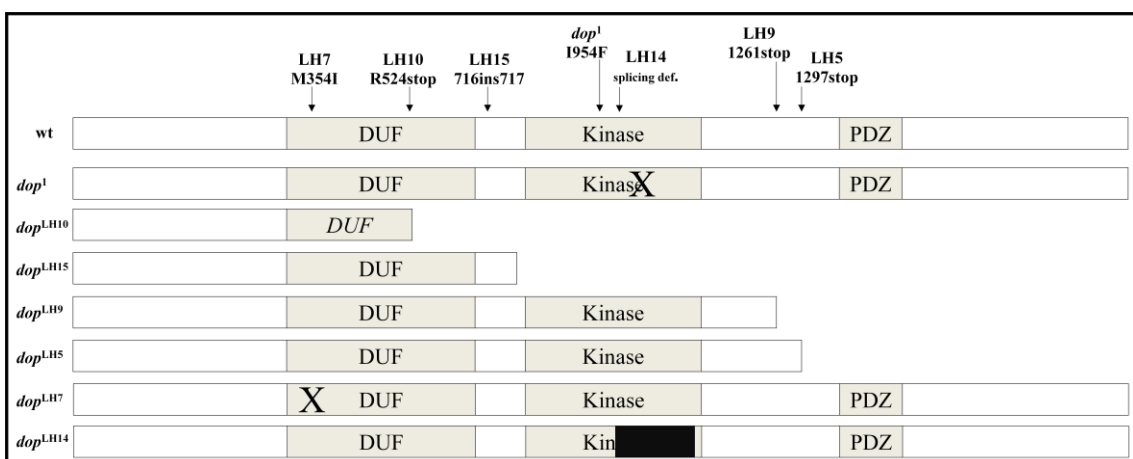 LH7
M354I
LH10
R524stop
LH15
716ins717
dop¹
I954F
LH14
splicing def.
LH9
1261stop
LH5
1297stop
wt DUF Kinase PDZ
dop¹ DUF Kinase X PDZ
dopLH10 DUF
dopLH15 DUF
dopLH9 DUF Kinase
dopLH5 DUF Kinase
dopLH7 X DUF Kinase PDZ
dopLH14 DUF Kin PDZ